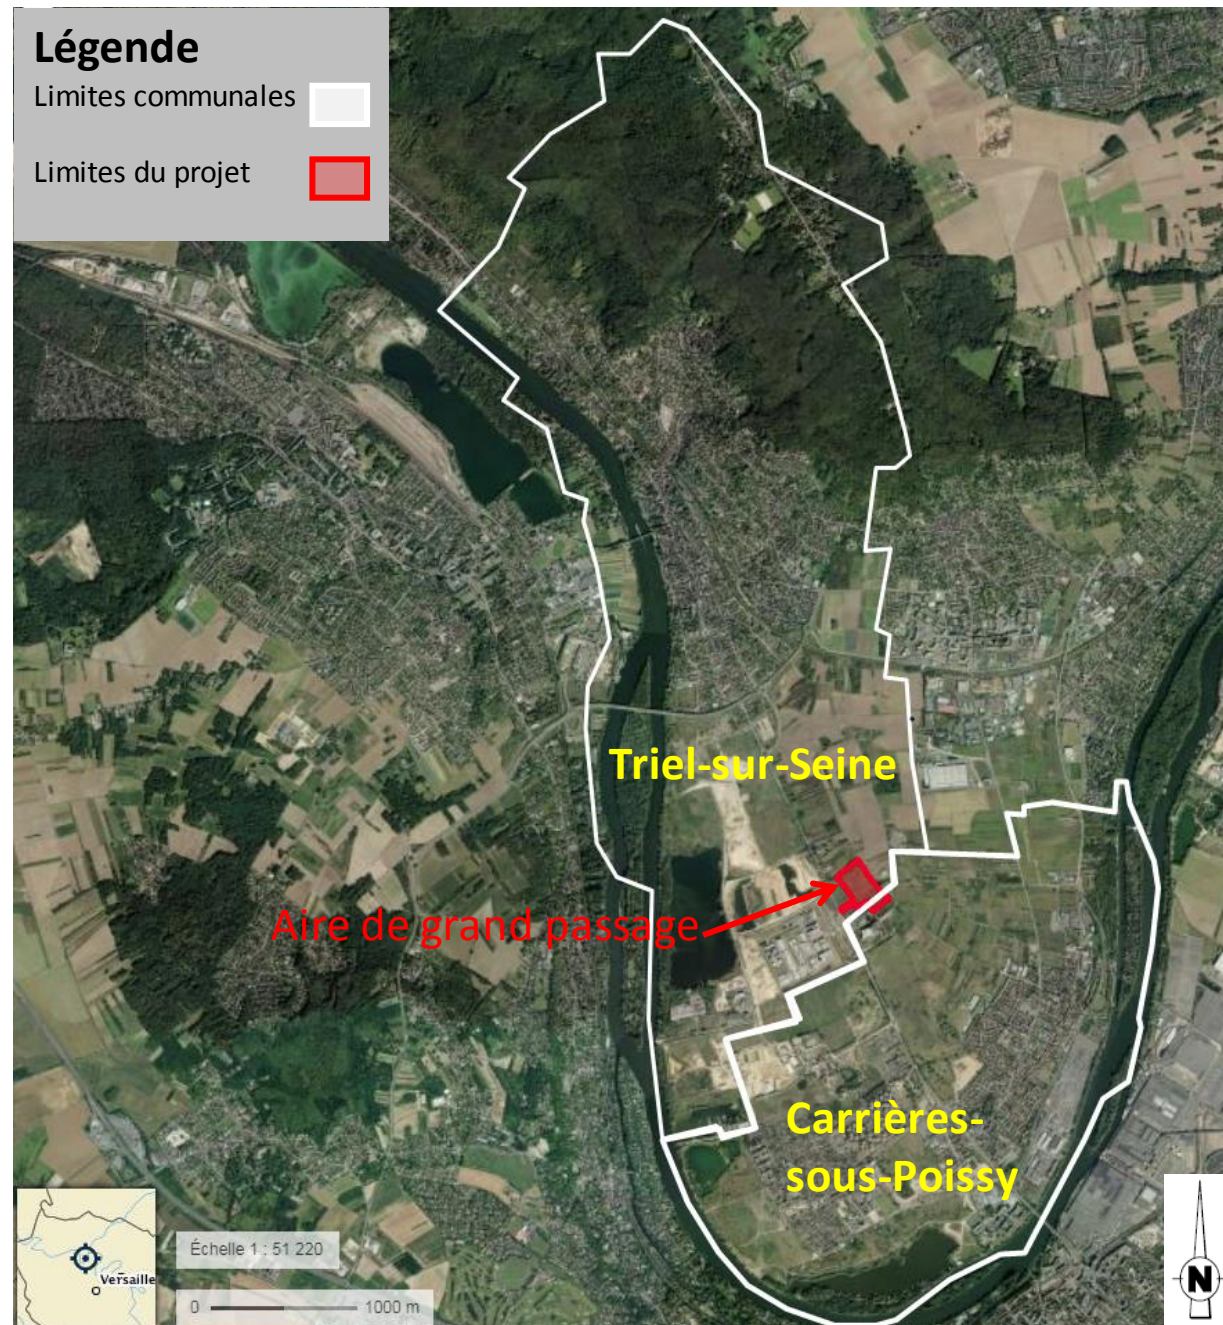 Légende
Limites communales
Limites du projet
Triel-sur-Seine
Aire de grand passage
Carrières-
sous-Poissy
Versaille
Échelle 1 : 51 220
0 1000 m
N